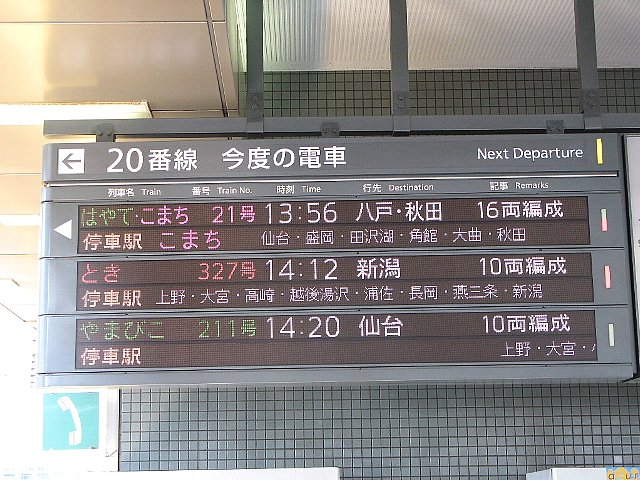 20番線 今度の電車 Next Departure
列車名 Train 番号 Train No. 時刻 Time 行先 Destination 記事 Remarks
はやて・こまち 21号 13:56 八戸・秋田 16両編成
停車駅 こまち 仙台・盛岡・田沢湖・角館・大曲・秋田
とき 327号 14:12 新潟 10両編成
停車駅 上野・大宮・高崎・越後湯沢・浦佐・長岡・燕三条・新潟
やまびこ 211号 14:20 仙台 10両編成
停車駅 上野・大宮・